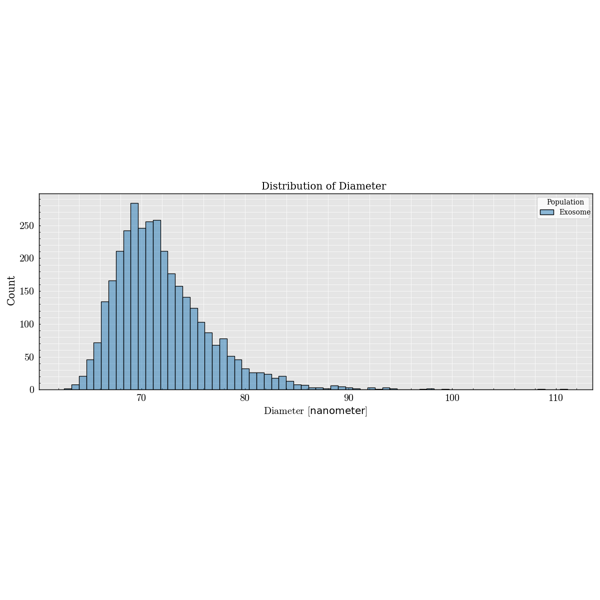 Distribution of Diameter
Population
Exosome
Count
250
200
150
100
50
0
70 80 90 100 110
Diameter [nanometer]